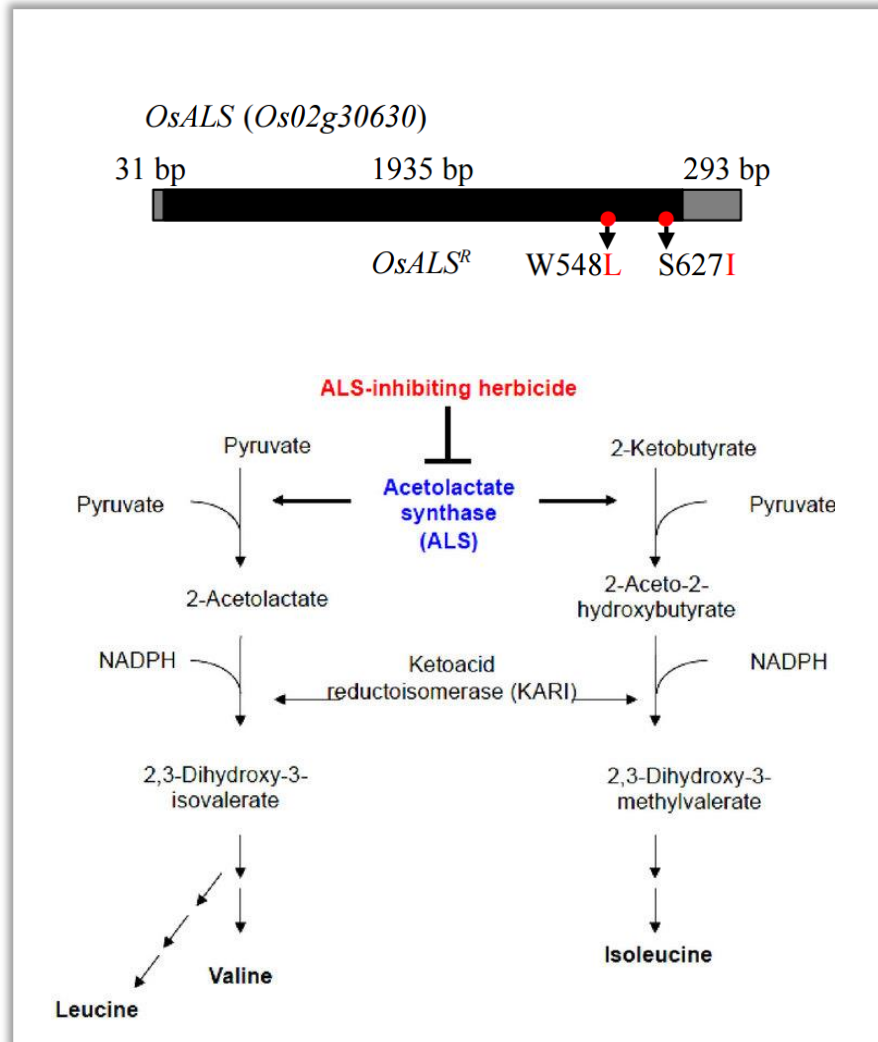 OsALS (Os02g30630)
31 bp 1935 bp 293 bp
OsALSᴿ W548L S627I
ALS-inhibiting herbicide
Pyruvate 2-Ketobutyrate
Pyruvate Acetolactate Pyruvate
synthase
(ALS)
2-Acetolactate 2-Aceto-2-
hydroxybutyrate
NADPH Ketoacid NADPH
reductoisomerase (KARI)
2,3-Dihydroxy-3- 2,3-Dihydroxy-3-
isovalerate methylvalerate
Valine Isoleucine
Leucine